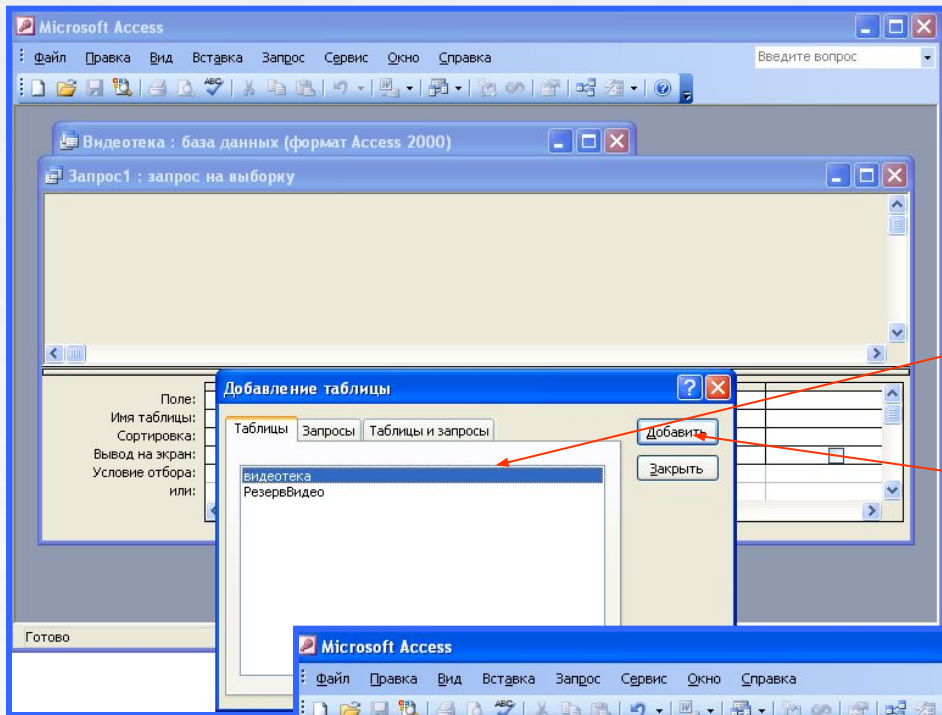 Microsoft Access
Файл Правка Вид Вставка Запрос Сервис Окно Справка
Введите вопрос
Видеотека : база данных (формат Access 2000)
Запрос1 : запрос на выборку
Добавление таблицы
Поле:
Имя таблицы:
Сортировка:
Вывод на экран:
Условие отбора:
или:
Таблицы Запросы Таблицы и запросы
Добавить
Закрыть
видеотека
РезервВидео
Готово
Microsoft Access
Файл Правка Вид Вставка Запрос Сервис Окно Справка